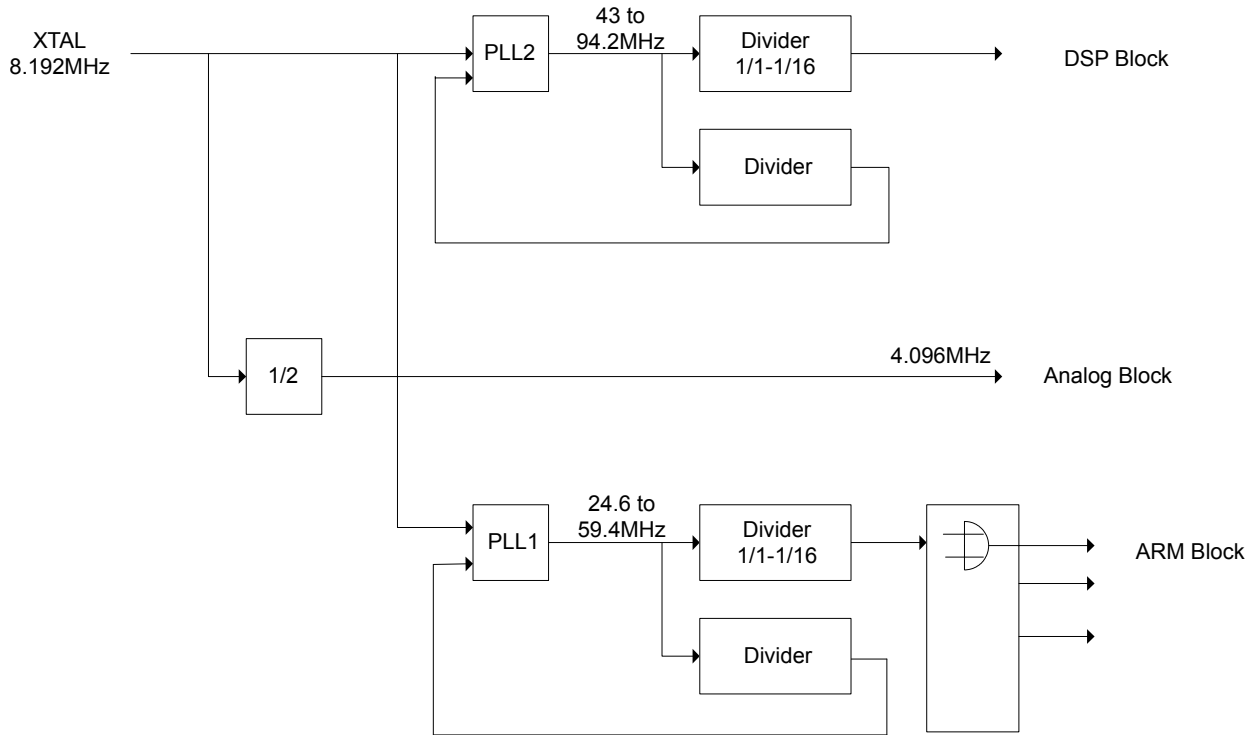 XTAL
8.192MHz
PLL2
43 to
94.2MHz
Divider
1/1-1/16
DSP Block
Divider
1/2
4.096MHz
Analog Block
PLL1
24.6 to
59.4MHz
Divider
1/1-1/16
ARM Block
Divider